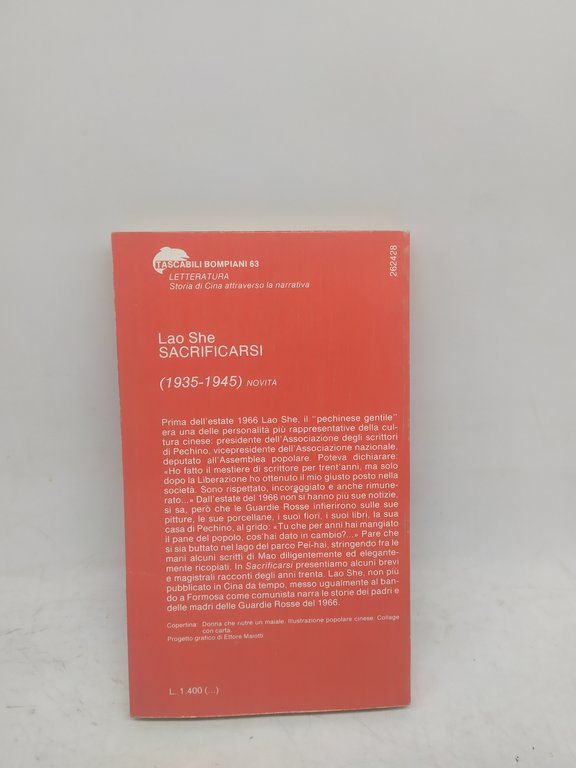 TASCABILI BOMPIANI 63
LETTERATURA
Storia di Cina attraverso la narrativa
262428
Lao She
SACRIFICARSI
(1935-1945) NOVITÀ
Prima dell'estate 1966 Lao She, il "pechinese gentile"
era una delle personalità più rappresentative della cul-
tura cinese: presidente dell'Associazione degli scrittori
di Pechino, vicepresidente dell'Associazione nazionale,
deputato all'Assemblea popolare. Poteva dichiarare:
«Ho fatto il mestiere di scrittore per trent'anni, ma solo
dopo la Liberazione ho ottenuto il mio giusto posto nella
società. Sono rispettato, incoraggiato e anche rimune-
rato...» Dall'estate del 1966 non si hanno più sue notizie,
si sa, però che le Guardie Rosse infierirono sulle sue
pitture, le sue porcellane, i suoi fiori, i suoi libri, la sua
casa di Pechino, al grido: «Tu che per anni hai mangiato
il pane del popolo, cos'hai dato in cambio?...» Pare che
si sia buttato nel lago del parco Pei-hai, stringendo fra le
mani alcuni scritti di Mao diligentemente ed elegante-
mente ricopiati. In Sacrificarsi presentiamo alcuni brevi
e magistrali racconti degli anni trenta. Lao She, non più
pubblicato in Cina da tempo, messo ugualmente al ban-
do a Formosa come comunista narra le storie dei padri e
delle madri delle Guardie Rosse del 1966.
Copertina: Donna che nutre un maiale. Illustrazione popolare cinese. Collage
con carta.
Progetto grafico di Ettore Maiotti
L. 1.400 (...)